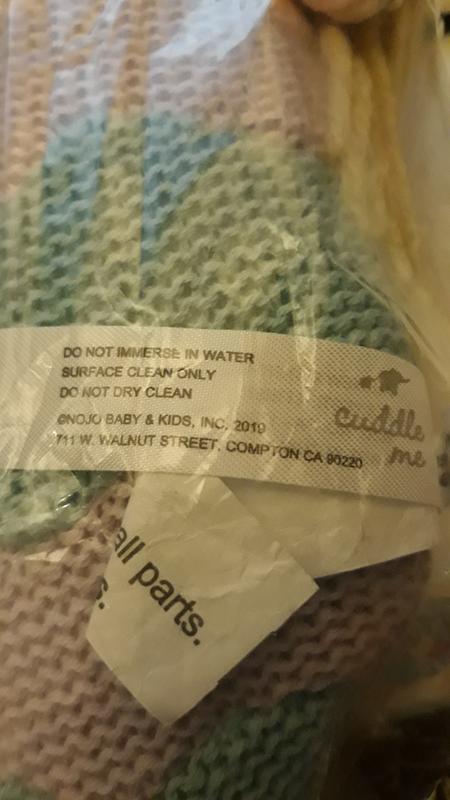 DO NOT IMMERSE IN WATER
SURFACE CLEAN ONLY
DO NOT DRY CLEAN
©NOJO BABY & KIDS, INC. 2019
711 W. WALNUT STREET, COMPTON CA 90220
cuddle
me
all parts.
s.